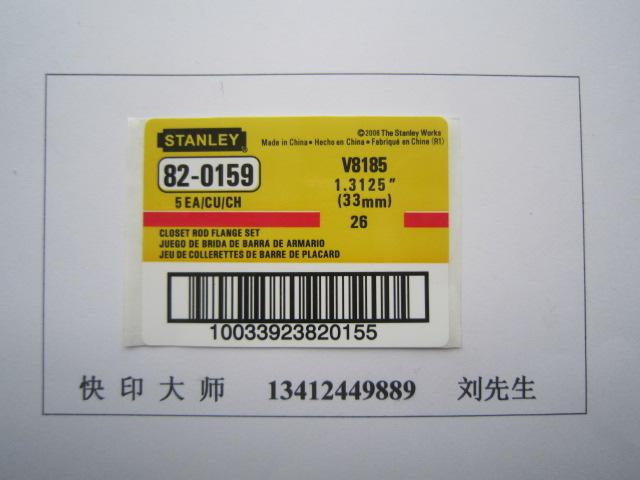 STANLEY
®
©2008 The Stanley Works
Made in China • Hecho en China • Fabriqué en Chine (R1)
82-0159
V8185
1.3125"
(33mm)
5 EA/CU/CH
26
CLOSET ROD FLANGE SET
JUEGO DE BRIDA DE BARRA DE ARMARIO
JEU DE COLLERETTES DE BARRE DE PLACARD
10033923820155
快印大师 13412449889 刘先生